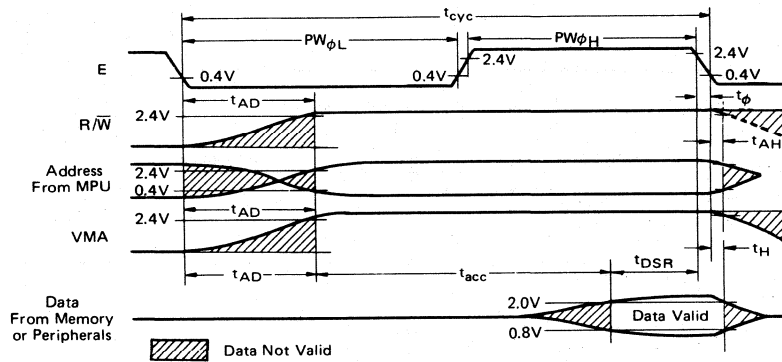 tcyc
PWφL
PWφH
2.4V
2.4V
E
0.4V
0.4V
0.4V
tAD
tφ
2.4V
R/W̅
tAH
Address
From MPU
2.4V
0.4V
tAD
2.4V
VMA
tH
tAD
tacc
tDSR
Data
From Memory
or Peripherals
2.0V
Data Valid
0.8V
Data Not Valid